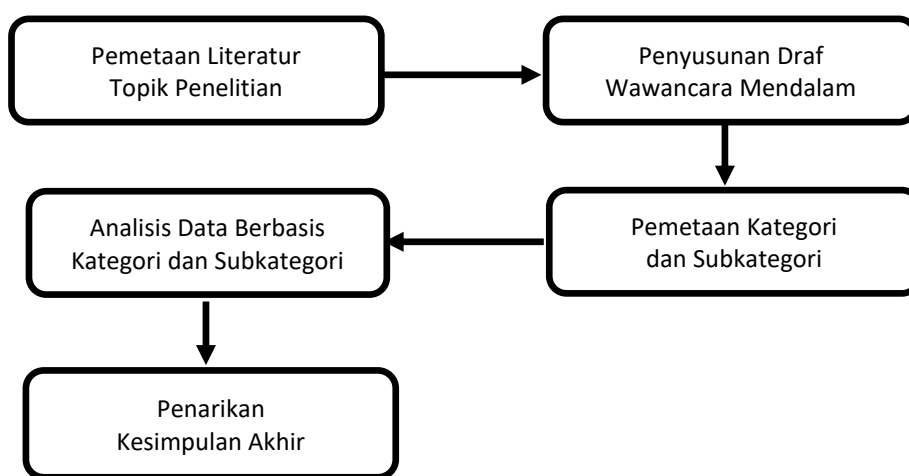 Pemetaan Literatur
Topik Penelitian
Penyusunan Draf
Wawancara Mendalam
Pemetaan Kategori
dan Subkategori
Analisis Data Berbasis
Kategori dan Subkategori
Penarikan
Kesimpulan Akhir